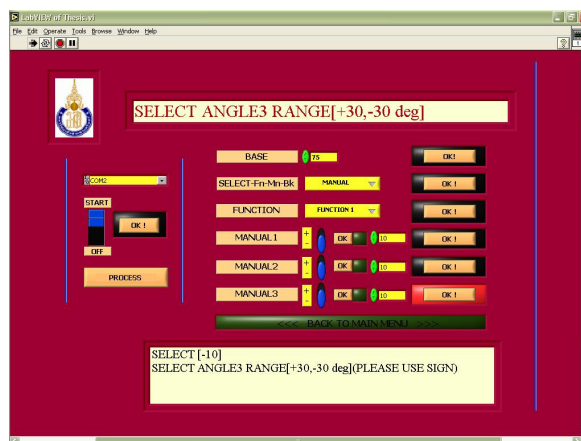 LabVIEW of Thesis.vi
File Edit Operate Tools Browse Window Help
SELECT ANGLE3 RANGE[+30,-30 deg]
BASE 75 OK!
COM2
SELECT-Fn-Mn-Bk MANUAL OK !
START
FUNCTION FUNCTION 1 OK !
OK !
MANUAL1 + - OK 10 OK !
OFF
MANUAL2 + - OK 10 OK !
PROCESS
MANUAL3 + - OK 10 OK !
<<< BACK TO MAIN MENU >>>
SELECT [-10]
SELECT ANGLE3 RANGE[+30,-30 deg](PLEASE USE SIGN)